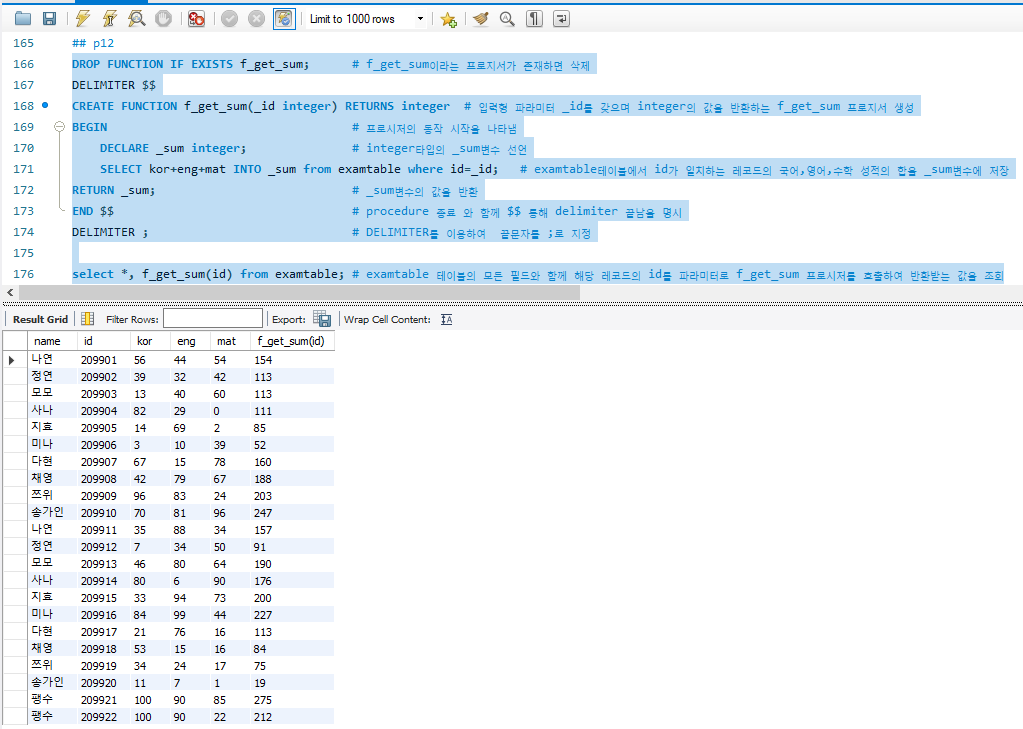 Limit to 1000 rows
165 ## p12
166 DROP FUNCTION IF EXISTS f_get_sum; # f_get_sum이라는 프로지서가 존재하면 삭제
167 DELIMITER $$
168 CREATE FUNCTION f_get_sum(_id integer) RETURNS integer # 입력형 파라미터 _id를 갖으며 integer의 값을 반환하는 f_get_sum 프로지서 생성
169 BEGIN # 프로시저의 동작 시작을 나타냄
170 DECLARE _sum integer; # integer타입의 _sum변수 선언
171 SELECT kor+eng+mat INTO _sum from examtable where id=_id; # examtable테이블에서 id가 일치하는 레코드의 국어,영어,수학 성적의 합을 _sum변수에 저장
172 RETURN _sum; # _sum변수의 값을 반환
173 END $$ # procedure 종료 와 함께 $$ 통해 delimiter 끝남을 명시
174 DELIMITER ; # DELIMITER를 이용하여 끝문자를 ;로 지정
175
176 select *, f_get_sum(id) from examtable; # examtable 테이블의 모든 필드와 함께 해당 레코드의 id를 파라미터로 f_get_sum 프로시저를 호출하여 반환받는 값을 조회
Result Grid Filter Rows: Export: Wrap Cell Content:
name id kor eng mat f_get_sum(id)
나연 209901 56 44 54 154
정연 209902 39 32 42 113
모모 209903 13 40 60 113
사나 209904 82 29 0 111
지효 209905 14 69 2 85
미나 209906 3 10 39 52
다현 209907 67 15 78 160
채영 209908 42 79 67 188
쯔위 209909 96 83 24 203
송가인 209910 70 81 96 247
나연 209911 35 88 34 157
정연 209912 7 34 50 91
모모 209913 46 80 64 190
사나 209914 80 6 90 176
지효 209915 33 94 73 200
미나 209916 84 99 44 227
다현 209917 21 76 16 113
채영 209918 53 15 16 84
쯔위 209919 34 24 17 75
송가인 209920 11 7 1 19
팽수 209921 100 90 85 275
팽수 209922 100 90 22 212